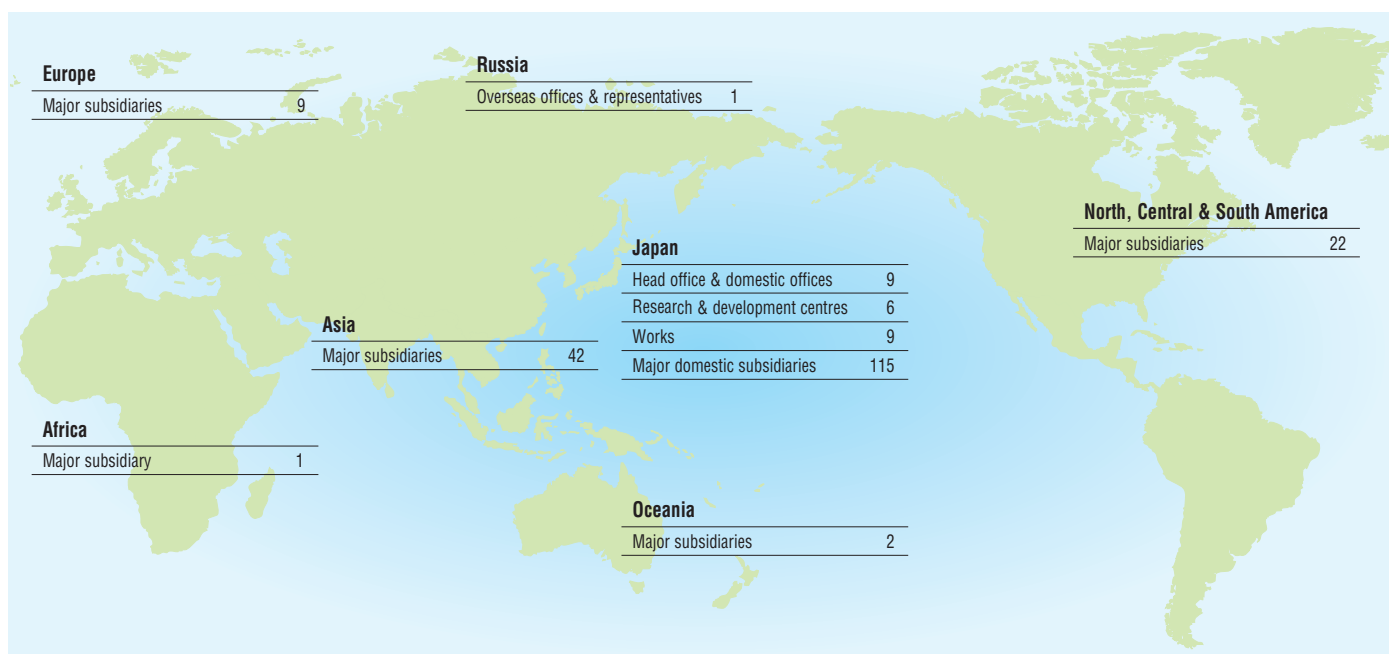 Europe
Major subsidiaries 9
Russia
Overseas offices & representatives 1
North, Central & South America
Major subsidiaries 22
Japan
Head office & domestic offices 9
Research & development centres 6
Works 9
Major domestic subsidiaries 115
Asia
Major subsidiaries 42
Africa
Major subsidiary 1
Oceania
Major subsidiaries 2